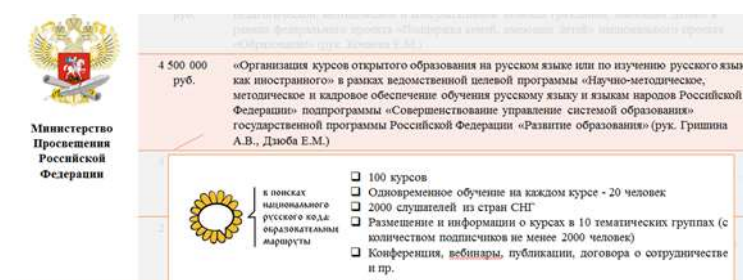 Министерство
Просвещения
Российской
Федерации
4 500 000
руб.
«Организация курсов открытого образования на русском языке или по изучению русского язык
как иностранного» в рамках ведомственной целевой программы «Научно-методическое,
методическое и кадровое обеспечение обучения русскому языку и языкам народов Российской
Федерации» подпрограммы «Совершенствование управление системой образования»
государственной программы Российской Федерации «Развитие образования» (рук. Гришина
А.В., Дзюба Е.М.)
в поисках
национального
русского кода:
образовательные
маршруты
100 курсов
Одновременное обучение на каждом курсе - 20 человек
2000 слушателей из стран СНГ
Размещение и информации о курсах в 10 тематических группах (с
количеством подписчиков не менее 2000 человек)
Конференция, вебинары, публикации, договора о сотрудничестве
и пр.